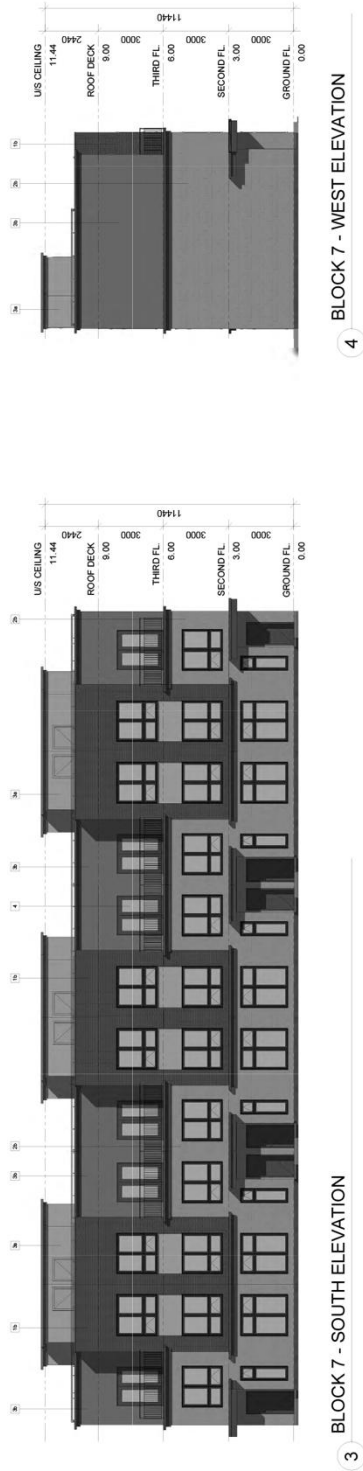 U/S CEILING
11.44
ROOF DECK
9.00
THIRD FL.
6.00
SECOND FL.
3.00
GROUND FL.
0.00
2440
3000
3000
3000
11440
3
BLOCK 7 - SOUTH ELEVATION
U/S CEILING
11.44
ROOF DECK
9.00
THIRD FL.
6.00
SECOND FL.
3.00
GROUND FL.
0.00
2440
3000
3000
3000
11440
4
BLOCK 7 - WEST ELEVATION